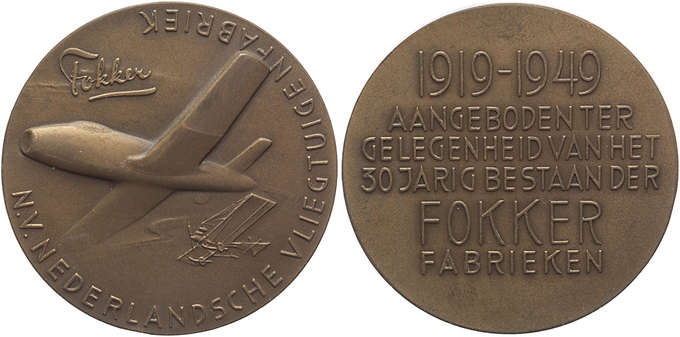 Fokker
N.V. NEDERLANDSCHE VLIEGTUIGENFABRIEK
1919-1949
AANGEBODEN TER
GELEGENHEID VAN HET
30 JARIG BESTAAN DER
FOKKER
FABRIEKEN